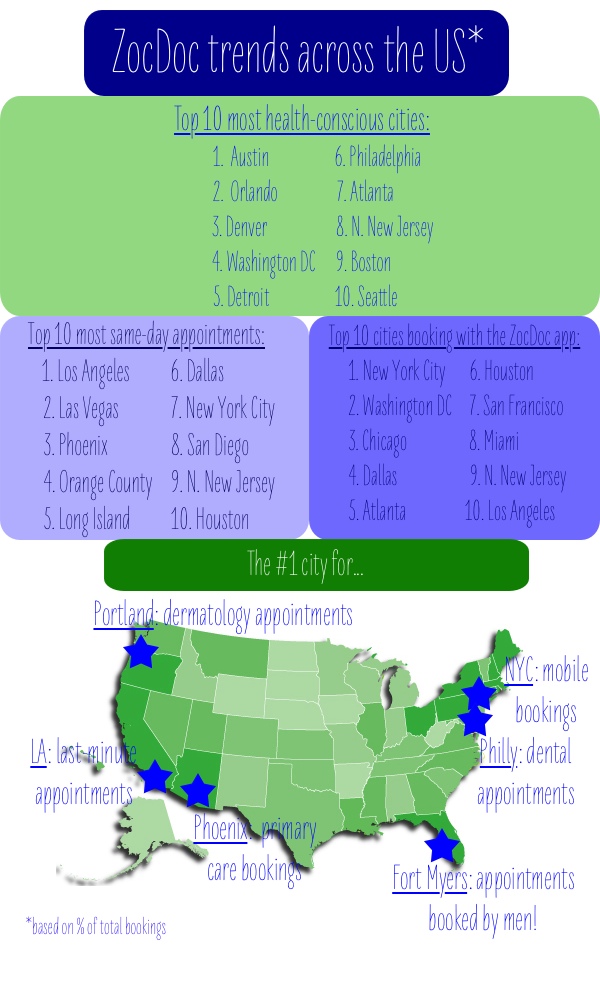 ZocDoc trends across the US*
Top 10 most health-conscious cities:
1. Austin
2. Orlando
3. Denver
4. Washington DC
5. Detroit
6. Philadelphia
7. Atlanta
8. N. New Jersey
9. Boston
10. Seattle
Top 10 most same-day appointments:
1. Los Angeles
2. Las Vegas
3. Phoenix
4. Orange County
5. Long Island
6. Dallas
7. New York City
8. San Diego
9. N. New Jersey
10. Houston
Top 10 cities booking with the ZocDoc app:
1. New York City
2. Washington DC
3. Chicago
4. Dallas
5. Atlanta
6. Houston
7. San Francisco
8. Miami
9. N. New Jersey
10. Los Angeles
The #1 city for...
Portland: dermatology appointments
NYC: mobile
bookings
LA: last-minute
appointments
Philly: dental
appointments
Phoenix: primary
care bookings
Fort Myers: appointments
booked by men!
*based on % of total bookings